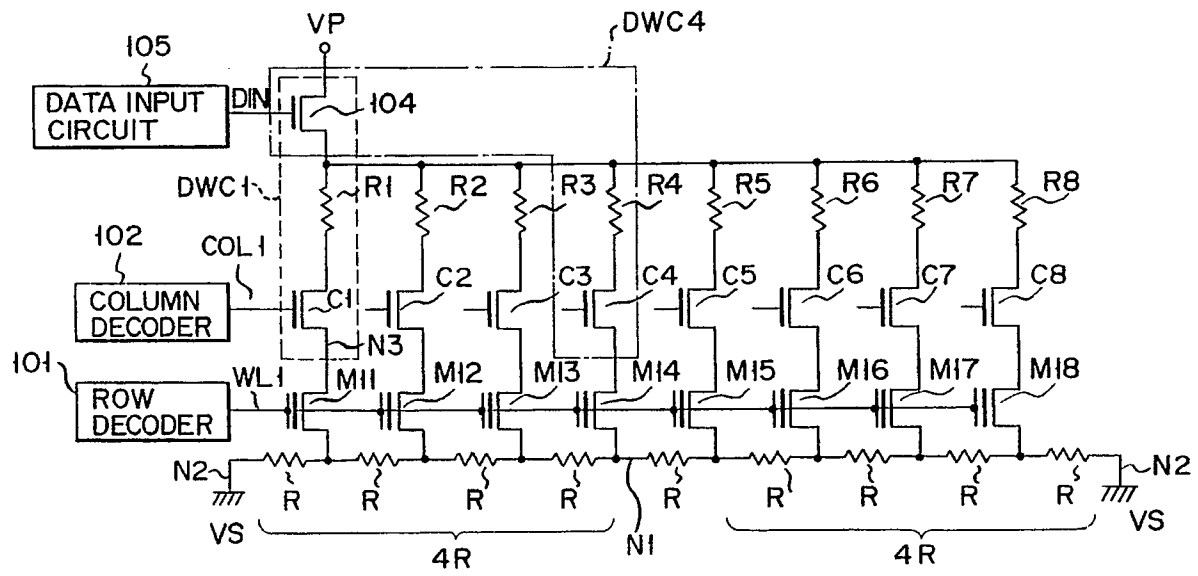 VP
DWC4
105
DATA INPUT
CIRCUIT
DIN
104
DWC1
R1
R2
R3
R4
R5
R6
R7
R8
102
COL1
COLUMN
DECODER
C1
C2
C3
C4
C5
C6
C7
C8
N3
101
ROW
DECODER
WL1
M11
M12
M13
M14
M15
M16
M17
M18
N2
R
R
R
R
R
R
R
R
R
N2
VS
4R
N1
4R
VS